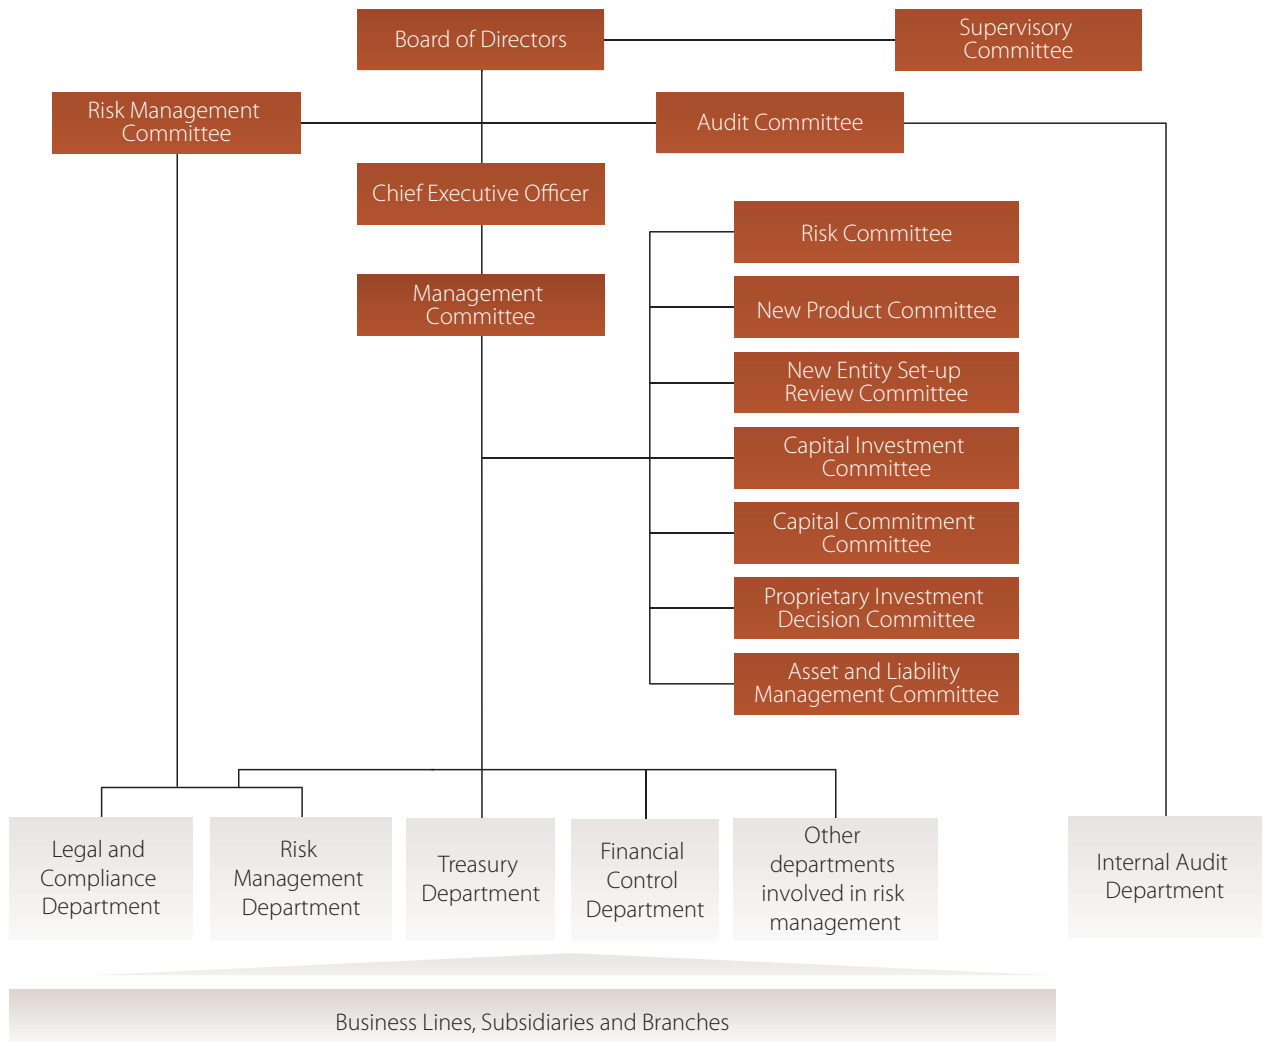 Board of Directors
Supervisory
Committee
Risk Management
Committee
Audit Committee
Chief Executive Officer
Management
Committee
Risk Committee
New Product Committee
New Entity Set-up
Review Committee
Capital Investment
Committee
Capital Commitment
Committee
Proprietary Investment
Decision Committee
Asset and Liability
Management Committee
Legal and
Compliance
Department
Risk
Management
Department
Treasury
Department
Financial
Control
Department
Other
departments
involved in risk
management
Internal Audit
Department
Business Lines, Subsidiaries and Branches